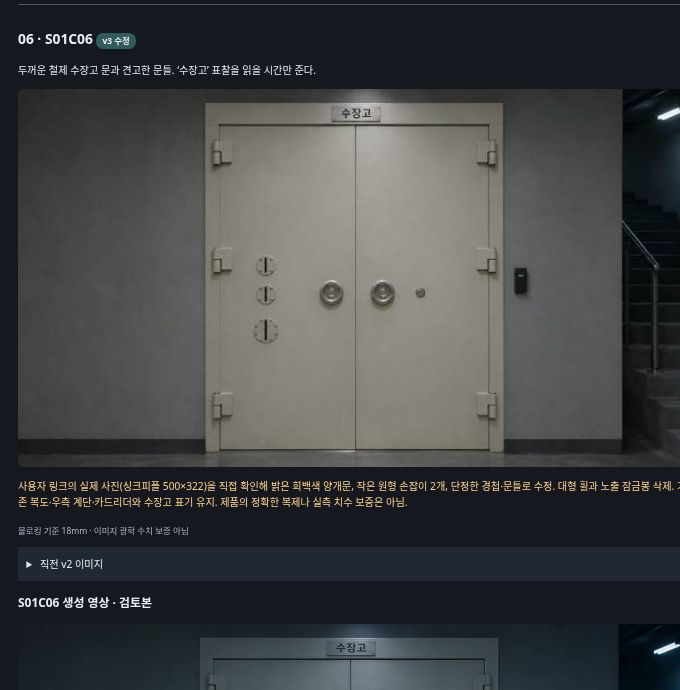 06 · S01C06 v3 수정
두꺼운 철제 수장고 문과 견고한 문틀. ‘수장고’ 표찰을 읽을 시간만 준다.
수장고
사용자 링크의 실제 사진(싱크피플 500×322)을 직접 확인해 밝은 회백색 양개문, 작은 원형 손잡이 2개, 단정한 경첩·문틀로 수정. 대형 휠과 노출 잠금봉 삭제.
존 복도·우측 계단·카드리더와 수장고 표기 유지. 제품의 정확한 복제나 실측 치수 보증은 아님.
블로킹 기준 18mm · 이미지 광학 수치 보증 아님
▶ 직전 v2 이미지
S01C06 생성 영상 · 검토본
수장고